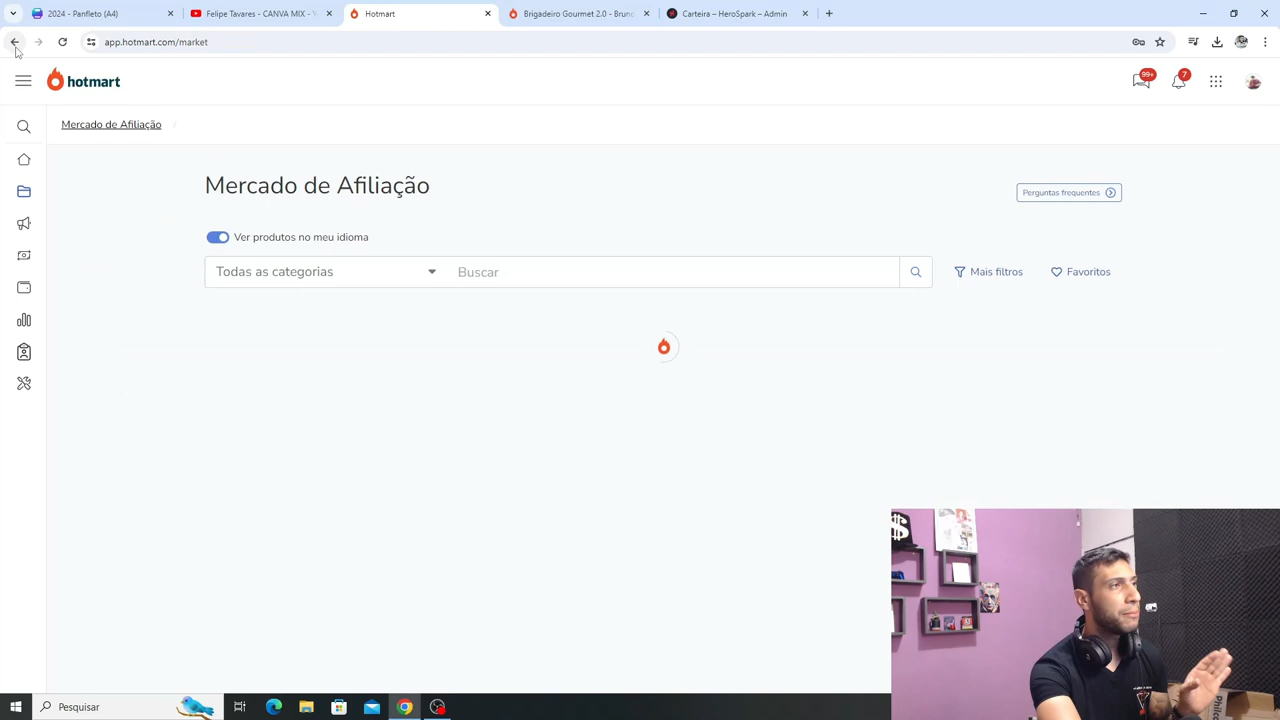 2024 - Panfleto (A4)
Felipe Tavares - CANVA MIX -
Hotmart
Brigadeiro Gourmet 2.0 - Bruno
Carteira – HeroSpark – Admin
app.hotmart.com/market
hotmart
99+
7
Mercado de Afiliação /
Mercado de Afiliação
Perguntas frequentes
Ver produtos no meu idioma
Todas as categorias
Buscar
Mais filtros
Favoritos
$
Pesquisar